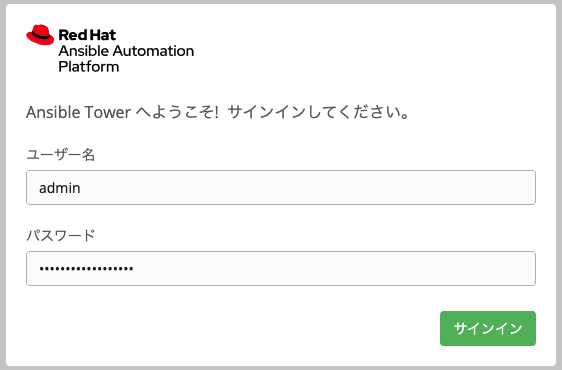 Red Hat
Ansible Automation
Platform
Ansible Tower へようこそ! サインインしてください。
ユーザー名
admin
パスワード
••••••••••••••••••
サインイン